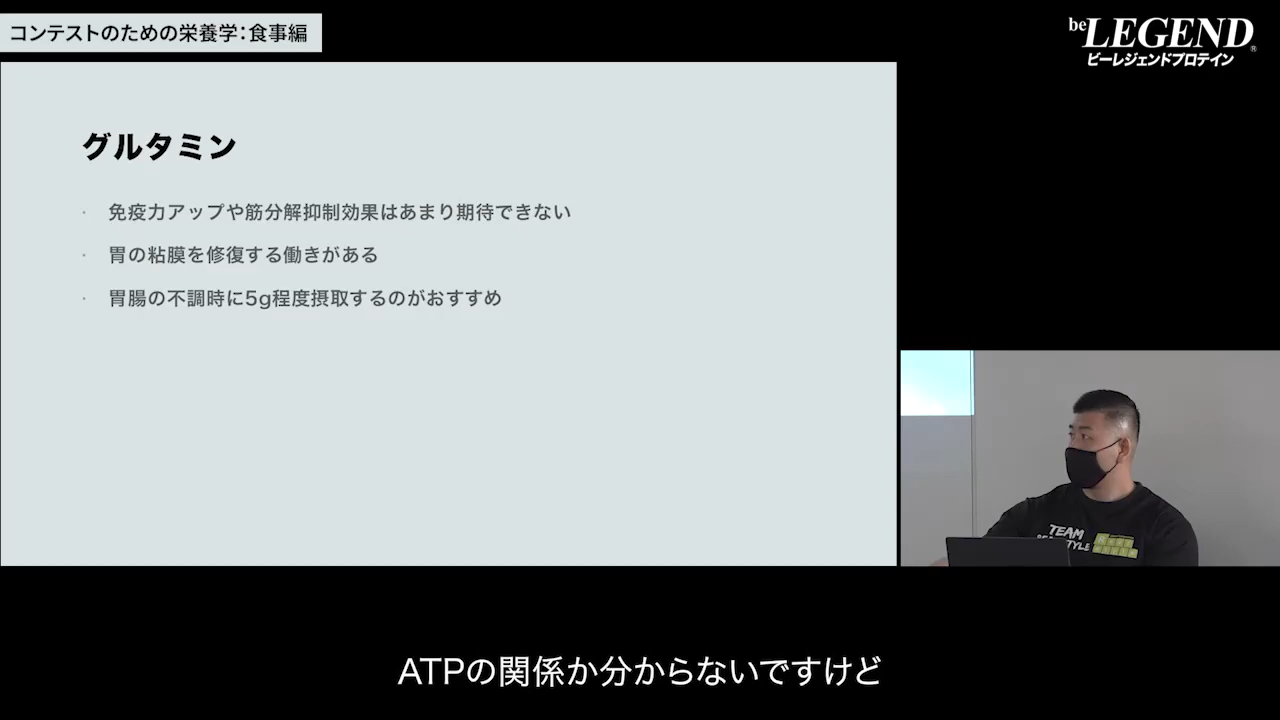 コンテストのための栄養学：食事編
be LEGEND®
ビーレジェンドプロテイン
グルタミン
・ 免疫力アップや筋分解抑制効果はあまり期待できない
・ 胃の粘膜を修復する働きがある
・ 胃腸の不調時に5g程度摂取するのがおすすめ
TEAM
ATPの関係か分からないですけど